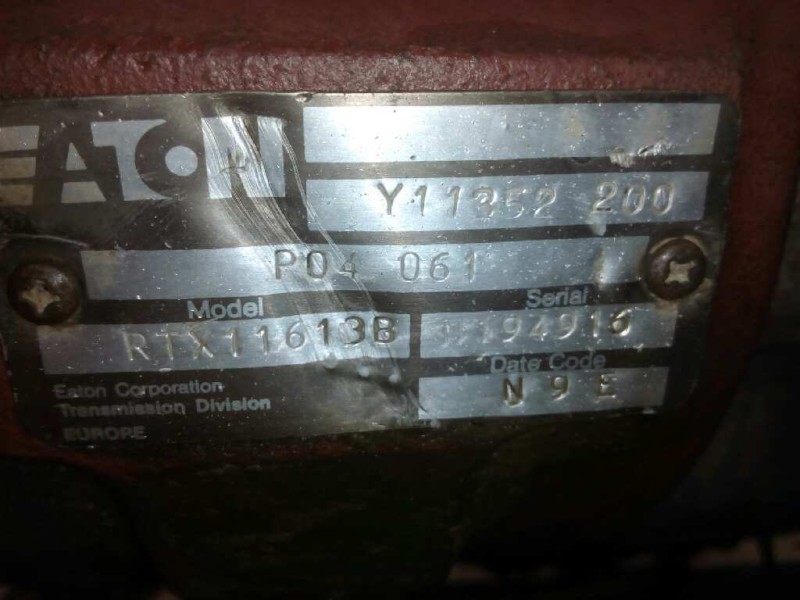 EATON
Y11352 200
P04 061
Model
Serial
RTX11613B
Date Code
N9E
Eaton Corporation
Transmission Division
EUROPE